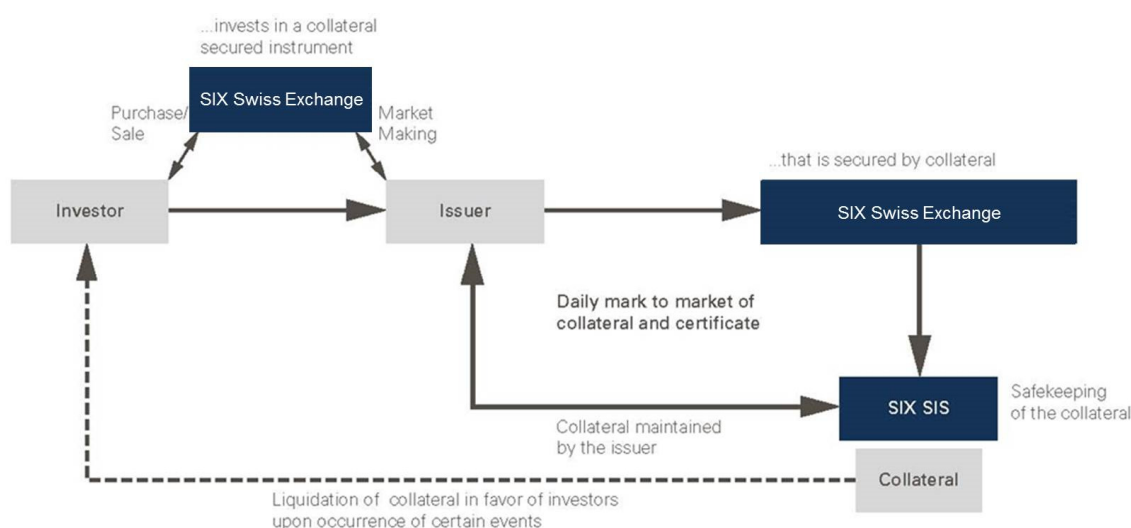 ...invests in a collateral
secured instrument
SIX Swiss Exchange
Purchase/
Sale
Market
Making
...that is secured by collateral
Investor
Issuer
SIX Swiss Exchange
Daily mark to market of
collateral and certificate
SIX SIS
Safekeeping
of the collateral
Collateral maintained
by the issuer
Collateral
Liquidation of collateral in favor of investors
upon occurrence of certain events